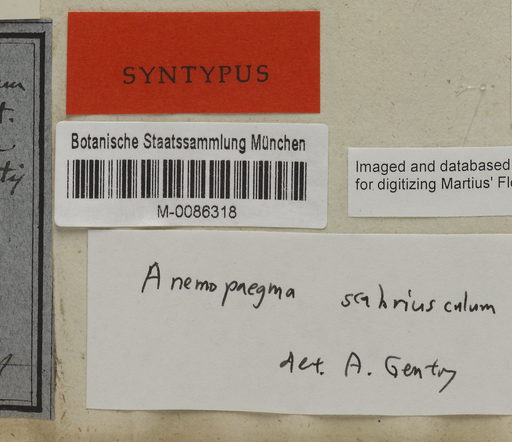 SYNTYPUS
Botanische Staatssammlung München
M-0086318
Imaged and databased
for digitizing Martius' Fl
Anemopaegma scabriusculum
det. A. Gentry